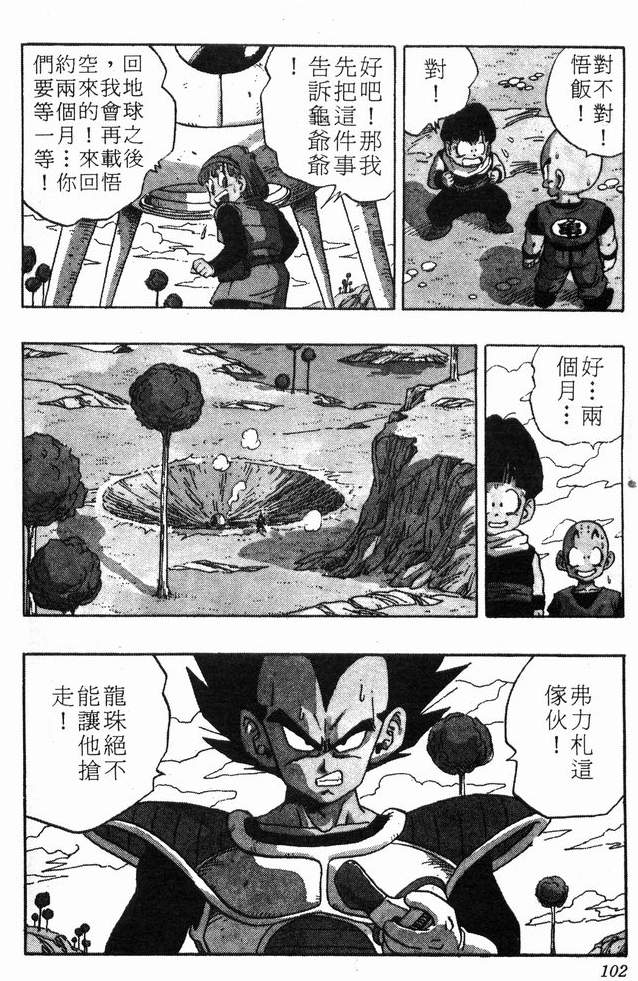 對不對！
悟飯！
對！
龜
好吧！那我
先把這件事
告訴龜爺爺
！
回地球之後
，我會再載悟
空來的！來回
約兩個月…你
們要等一等！
好…兩
個月…
弗力札這
傢伙！
龍珠絕不
能讓他搶
走！
102